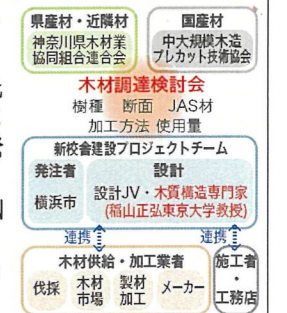 県産材・近隣材
神奈川県木材業
協同組合連合会
国産材
中大規模木造
プレカット技術協会
木材調達検討会
樹種 断面 JAS材
加工方法 使用量
新校舎建設プロジェクトチーム
発注者
横浜市
設計
設計JV・木質構造専門家
(稲山正弘東京大学教授)
連携
連携
木材供給・加工業者
伐採
木材
市場
製材
加工
メーカー
施工者
・
工務店